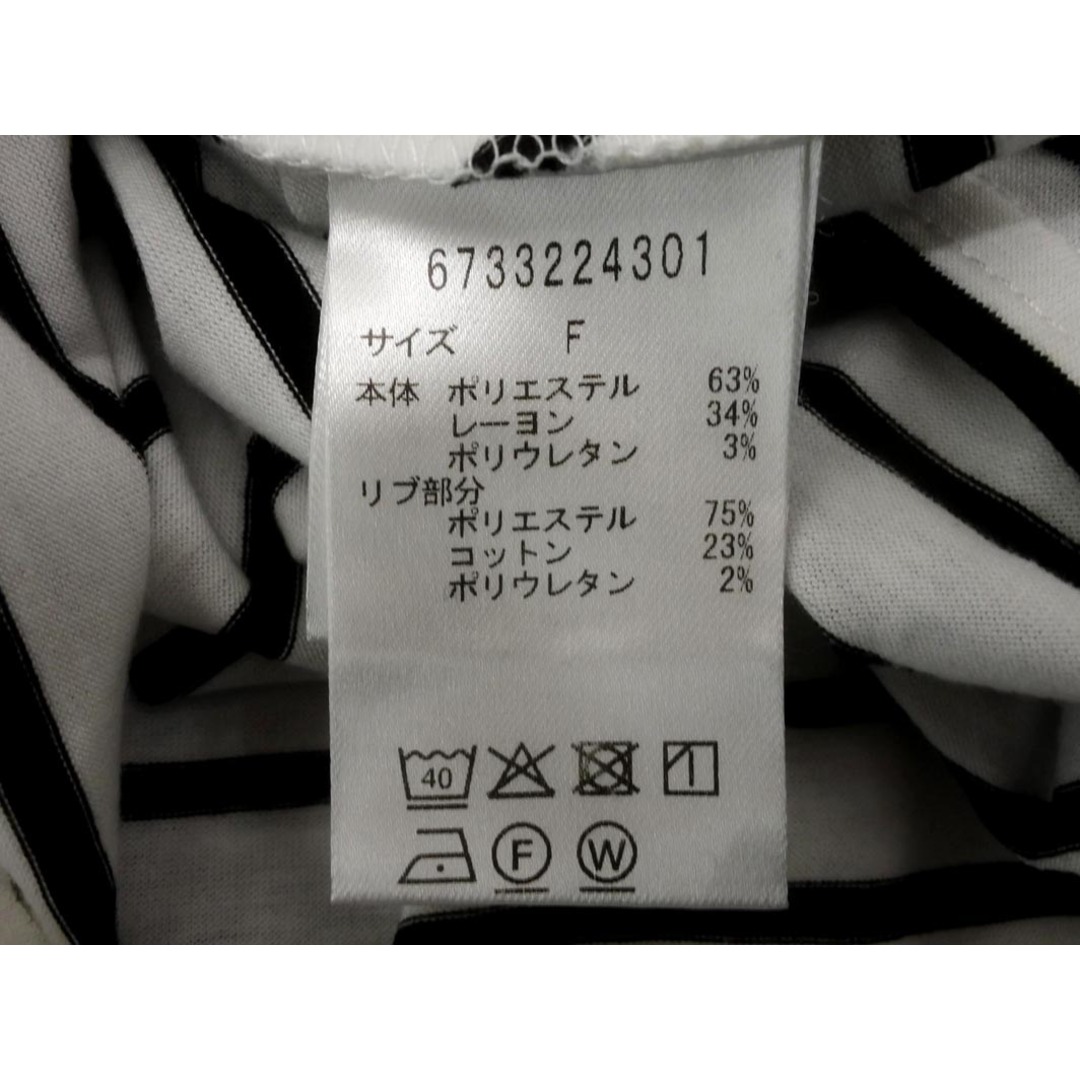 6733224301
サイズ F
本体 ポリエステル 63%
レーヨン 34%
ポリウレタン 3%
リブ部分
ポリエステル 75%
コットン 23%
ポリウレタン 2%
40
F W